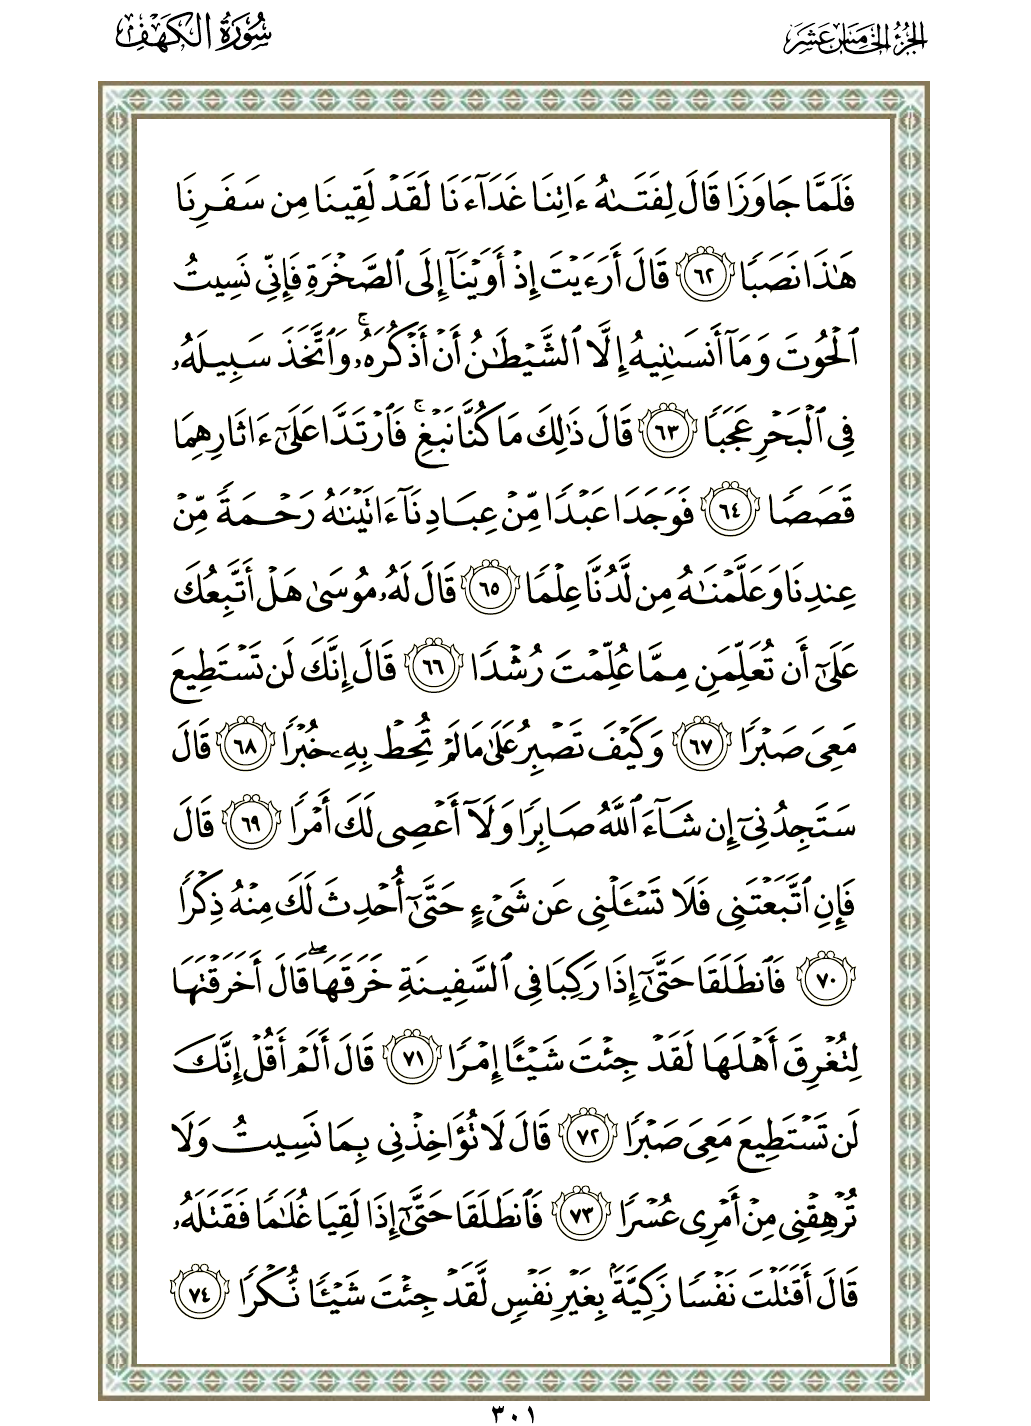 الجزء الخامس عشر
سورة الكهف
فَلَمَّا جَاوَزَا قَالَ لِفَتَىٰهُ ءَاتِنَا غَدَآءَنَا لَقَدْ لَقِينَا مِن سَفَرِنَا
هَٰذَا نَصَبًا ٦٢ قَالَ أَرَءَيْتَ إِذْ أَوَيْنَآ إِلَى ٱلصَّخْرَةِ فَإِنِّى نَسِيتُ
ٱلْحُوتَ وَمَآ أَنسَىٰنِيهُ إِلَّا ٱلشَّيْطَٰنُ أَنْ أَذْكُرَهُۥۚ وَٱتَّخَذَ سَبِيلَهُۥ
فِى ٱلْبَحْرِ عَجَبًا ٦٣ قَالَ ذَٰلِكَ مَا كُنَّا نَبْغِۚ فَٱرْتَدَّا عَلَىٰٓ ءَاثَارِهِمَا
قَصَصًا ٦٤ فَوَجَدَا عَبْدًا مِّنْ عِبَادِنَآ ءَاتَيْنَٰهُ رَحْمَةً مِّنْ
عِندِنَا وَعَلَّمْنَٰهُ مِن لَّدُنَّا عِلْمًا ٦٥ قَالَ لَهُۥ مُوسَىٰ هَلْ أَتَّبِعُكَ
عَلَىٰٓ أَن تُعَلِّمَنِ مِمَّا عُلِّمْتَ رُشْدًا ٦٦ قَالَ إِنَّكَ لَن تَسْتَطِيعَ
مَعِىَ صَبْرًا ٦٧ وَكَيْفَ تَصْبِرُ عَلَىٰ مَا لَمْ تُحِطْ بِهِۦ خُبْرًا ٦٨ قَالَ
سَتَجِدُنِىٓ إِن شَآءَ ٱللَّهُ صَابِرًا وَلَآ أَعْصِى لَكَ أَمْرًا ٦٩ قَالَ
فَإِنِ ٱتَّبَعْتَنِى فَلَا تَسْـَٔلْنِى عَن شَىْءٍ حَتَّىٰٓ أُحْدِثَ لَكَ مِنْهُ ذِكْرًا
٧٠ فَٱنطَلَقَا حَتَّىٰٓ إِذَا رَكِبَا فِى ٱلسَّفِينَةِ خَرَقَهَاۖ قَالَ أَخَرَقْتَهَا
لِتُغْرِقَ أَهْلَهَا لَقَدْ جِئْتَ شَيْـًٔا إِمْرًا ٧١ قَالَ أَلَمْ أَقُلْ إِنَّكَ
لَن تَسْتَطِيعَ مَعِىَ صَبْرًا ٧٢ قَالَ لَا تُؤَاخِذْنِى بِمَا نَسِيتُ وَلَا
تُرْهِقْنِى مِنْ أَمْرِى عُسْرًا ٧٣ فَٱنطَلَقَا حَتَّىٰٓ إِذَا لَقِيَا غُلَٰمًا فَقَتَلَهُۥ
قَالَ أَقَتَلْتَ نَفْسًا زَكِيَّةًۢ بِغَيْرِ نَفْسٍ لَّقَدْ جِئْتَ شَيْـًٔا نُّكْرًا ٧٤
٣٠١